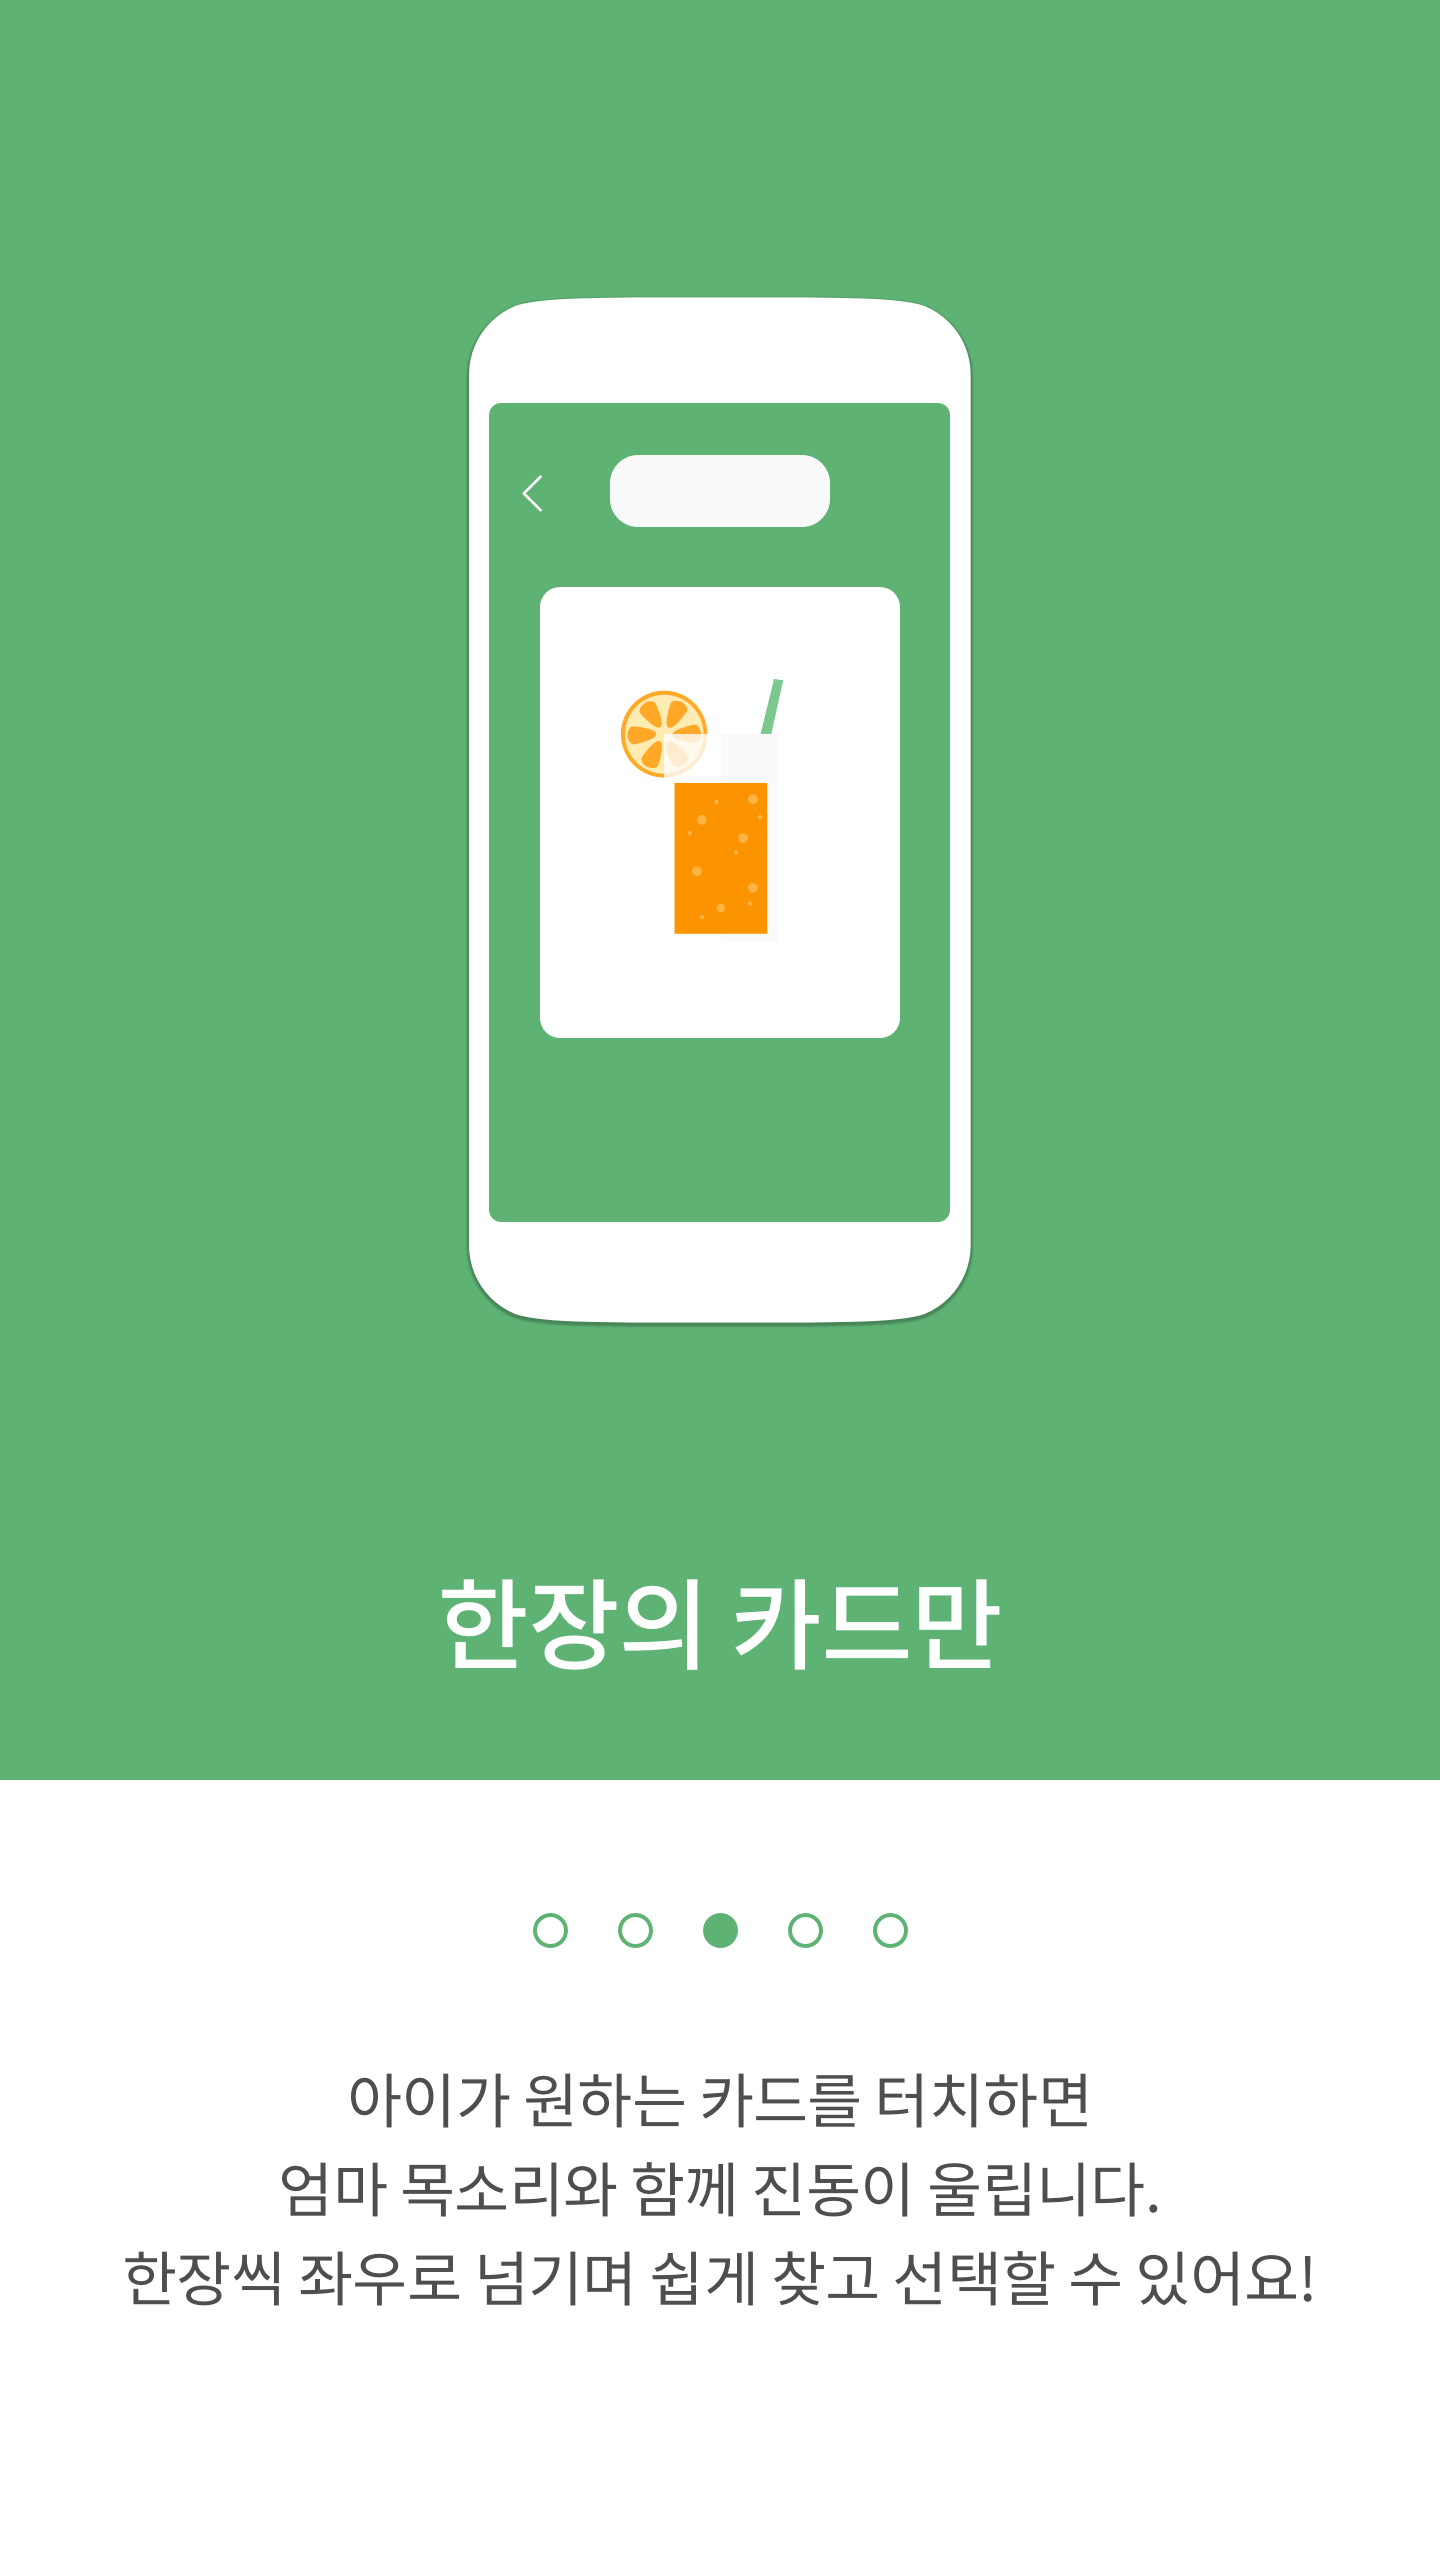 한장의 카드만
아이가 원하는 카드를 터치하면
엄마 목소리와 함께 진동이 울립니다.
한장씩 좌우로 넘기며 쉽게 찾고 선택할 수 있어요!